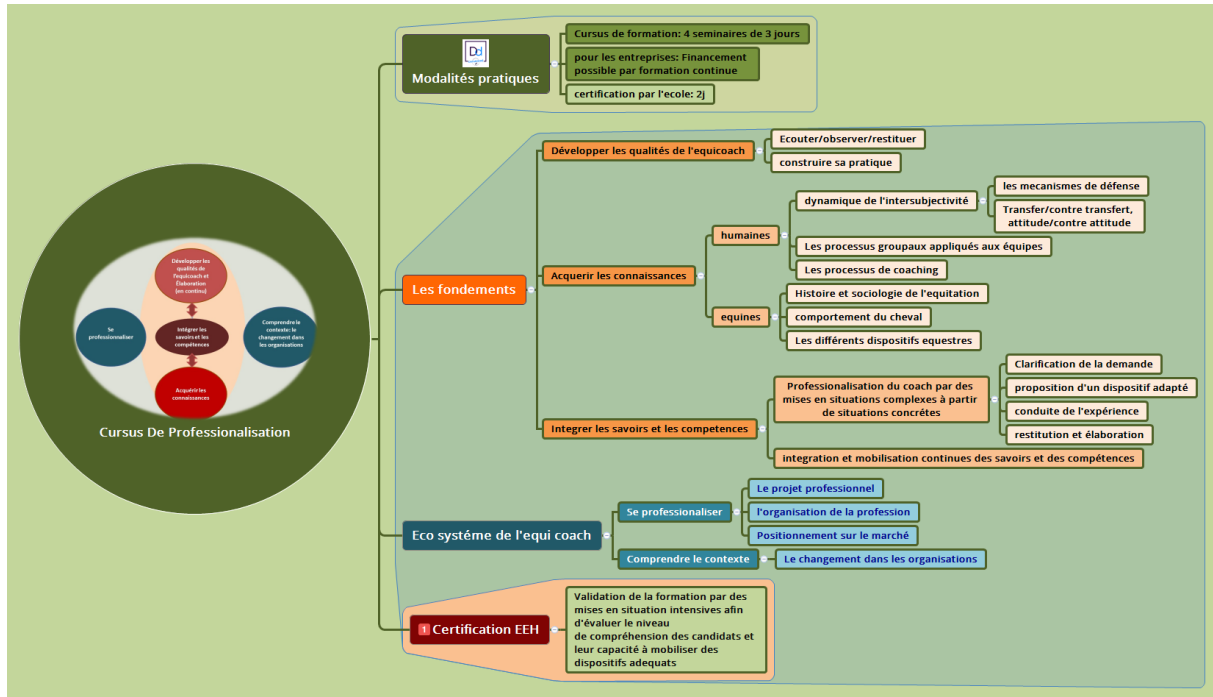 Développer les
qualités de
l'equicoach et
Élaboration
(en continu)
Se
professionaliser
Intégrer les
savoirs et les
compétences
Comprendre le
contexte: le
changement dans
les organisations
Acquérir les
connaissances
Cursus De Professionalisation
Dd
Modalités pratiques
Cursus de formation: 4 seminaires de 3 jours
pour les entreprises: Financement
possible par formation continue
certification par l'ecole: 2j
Les fondements
Développer les qualités de l'equicoach
Ecouter/observer/restituer
construire sa pratique
Acquerir les connaissances
humaines
dynamique de l'intersubjectivité
les mecanismes de défense
Transfer/contre transfert,
attitude/contre attitude
Les processus groupaux appliqués aux équipes
Les processus de coaching
equines
Histoire et sociologie de l'equitation
comportement du cheval
Les différents dispositifs equestres
Integrer les savoirs et les competences
Professionalisation du coach par des
mises en situations complexes à partir
de situations concrétes
Clarification de la demande
proposition d'un dispositif adapté
conduite de l'expérience
restitution et élaboration
integration et mobilisation continues des savoirs et des compétences
Eco systéme de l'equi coach
Se professionaliser
Le projet professionnel
l'organisation de la profession
Positionnement sur le marché
Comprendre le contexte
Le changement dans les organisations
1 Certification EEH
Validation de la formation par des
mises en situation intensives afin
d'évaluer le niveau
de compréhension des candidats et
leur capacité à mobiliser des
dispositifs adequats